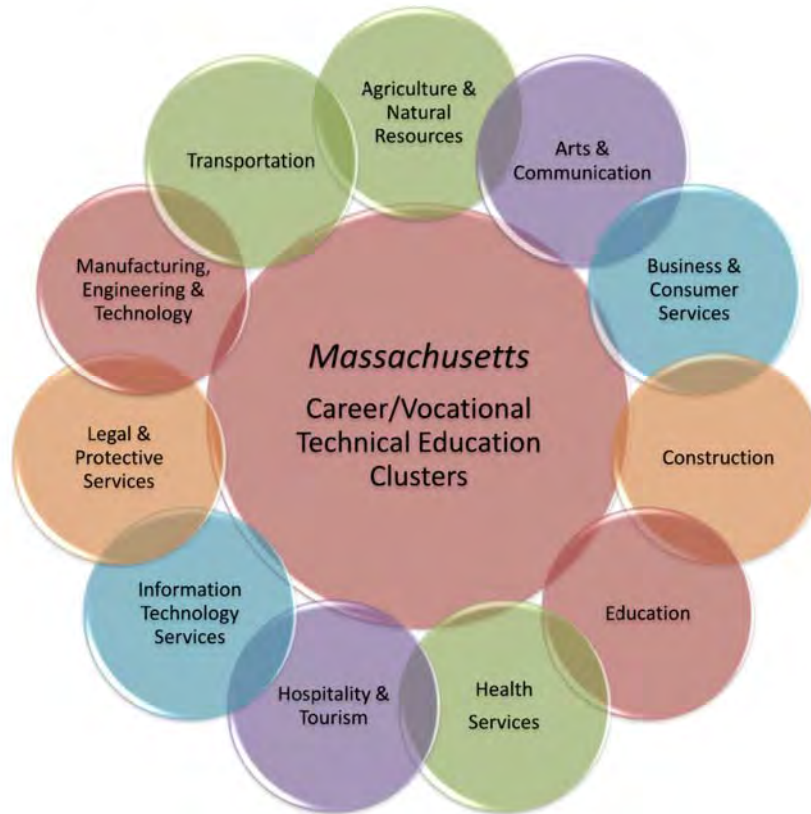 Massachusetts
Career/Vocational
Technical Education
Clusters
Agriculture &
Natural
Resources
Arts &
Communication
Business &
Consumer
Services
Construction
Education
Health
Services
Hospitality &
Tourism
Information
Technology
Services
Legal &
Protective
Services
Manufacturing,
Engineering &
Technology
Transportation